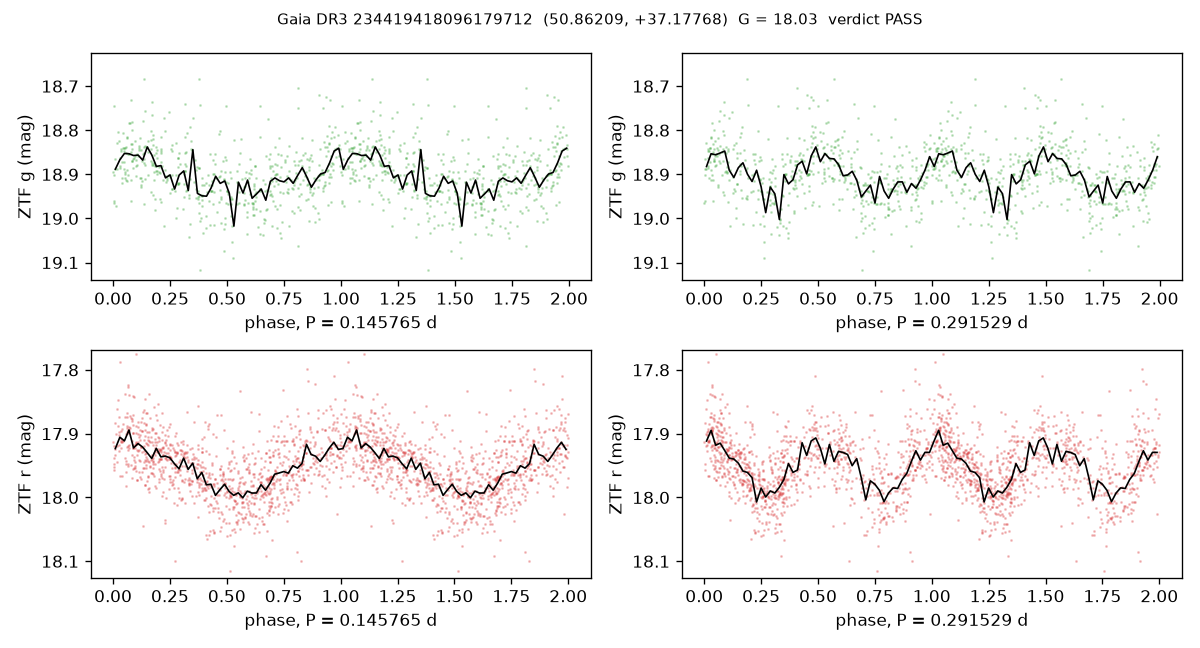 Gaia DR3 234419418096179712 (50.86209, +37.17768) G = 18.03 verdict PASS
ZTF g (mag)
18.7
18.8
18.9
19.0
19.1
0.00 0.25 0.50 0.75 1.00 1.25 1.50 1.75 2.00
phase, P = 0.145765 d
ZTF g (mag)
18.7
18.8
18.9
19.0
19.1
0.00 0.25 0.50 0.75 1.00 1.25 1.50 1.75 2.00
phase, P = 0.291529 d
ZTF r (mag)
17.8
17.9
18.0
18.1
0.00 0.25 0.50 0.75 1.00 1.25 1.50 1.75 2.00
phase, P = 0.145765 d
ZTF r (mag)
17.8
17.9
18.0
18.1
0.00 0.25 0.50 0.75 1.00 1.25 1.50 1.75 2.00
phase, P = 0.291529 d